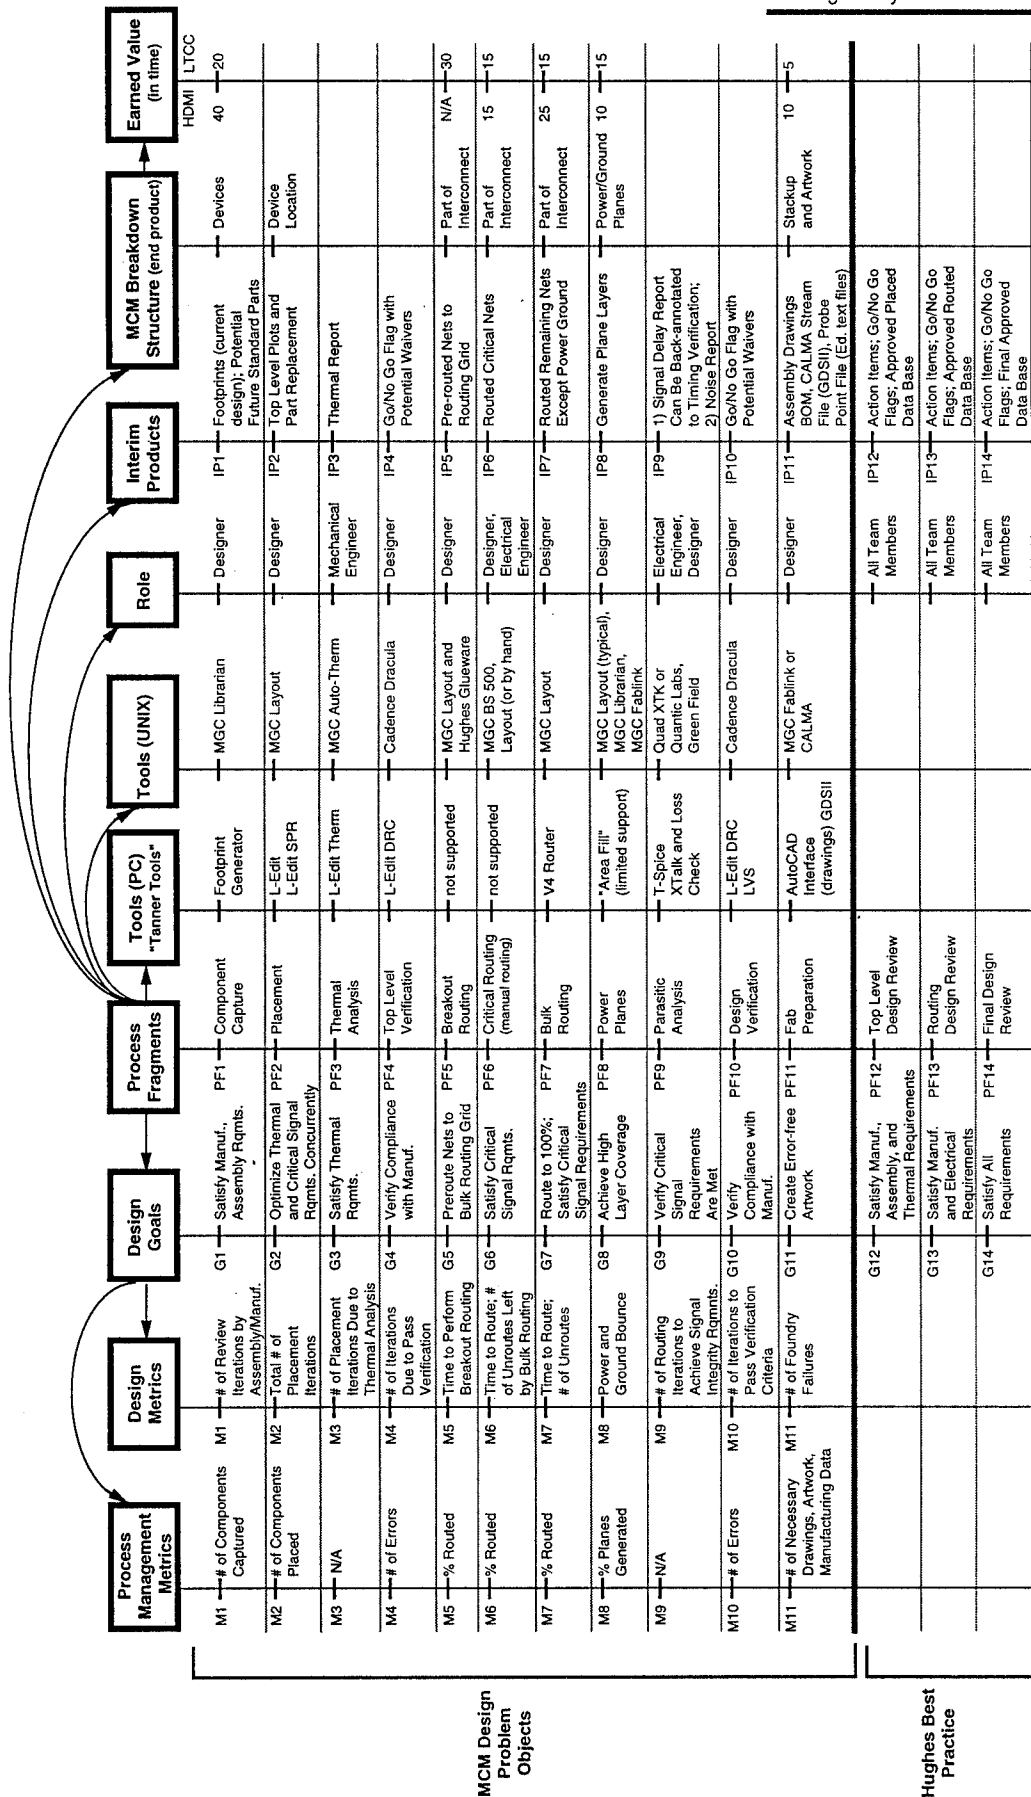 Process
Management
Metrics
Design
Metrics
Design
Goals
Process
Fragments
Tools (PC)
"Tanner Tools"
Tools (UNIX)
Role
Interim
Products
MCM Breakdown
Structure (end product)
Earned Value
(in time)
HDMI LTCC
MCM Design
Problem
Objects
M1 # of Components
Captured
M1 # of Review
Iterations by
Assembly/Manuf.
G1 Satisfy Manuf.,
Assembly Rqmts.
PF1 Component
Capture
Footprint
Generator
MGC Librarian
Designer
IP1 Footprints (current
design); Potential
Future Standard Parts
Devices
40 20
M2 # of Components
Placed
M2 Total # of
Placement
Iterations
G2 Optimize Thermal
and Critical Signal
Rqmts. Concurrently
PF2 Placement
L-Edit
L-Edit SPR
MGC Layout
Designer
IP2 Top Level Plots and
Part Replacement
Device
Location
M3 N/A
M3 # of Placement
Iterations Due to
Thermal Analysis
G3 Satisfy Thermal
Rqmts.
PF3 Thermal
Analysis
L-Edit Therm
MGC Auto-Therm
Mechanical
Engineer
IP3 Thermal Report
M4 # of Errors
M4 # of Iterations
Due to Pass
Verification
G4 Verify Compliance
with Manuf.
PF4 Top Level
Verification
L-Edit DRC
Cadence Dracula
Designer
IP4 Go/No Go Flag with
Potential Waivers
M5 % Routed
M5 Time to Perform
Breakout Routing
G5 Preroute Nets to
Bulk Routing Grid
PF5 Breakout
Routing
not supported
MGC Layout and
Hughes Glueware
Designer
IP5 Pre-routed Nets to
Routing Grid
Part of
Interconnect
N/A 30
M6 % Routed
M6 Time to Route; #
of Unroutes Left
by Bulk Routing
G6 Satisfy Critical
Signal Rqmts.
PF6 Critical Routing
(manual routing)
not supported
MGC BS 500,
Layout (or by hand)
Designer,
Electrical
Engineer
IP6 Routed Critical Nets
Part of
Interconnect
15 15
M7 % Routed
M7 Time to Route;
# of Unroutes
G7 Route to 100%;
Satisfy Critical
Signal Requirements
PF7 Bulk
Routing
V4 Router
MGC Layout
Designer
IP7 Routed Remaining Nets
Except Power Ground
Part of
Interconnect
25 15
M8 % Planes
Generated
M8 Power and
Ground Bounce
G8 Achieve High
Layer Coverage
PF8 Power
Planes
"Area Fill"
(limited support)
MGC Layout (typical),
MGC Librarian,
MGC Fablink
Designer
IP8 Generate Plane Layers
Power/Ground
Planes
10 15
M9 N/A
M9 # of Routing
Iterations to
Achieve Signal
Integrity Rqmnts.
G9 Verify Critical
Signal
Requirements
Are Met
PF9 Parasitic
Analysis
T-Spice
XTalk and Loss
Check
Quad XTK or
Quantic Labs,
Green Field
Electrical
Engineer,
Designer
IP9 1) Signal Delay Report
Can Be Back-annotated
to Timing Verification;
2) Noise Report
M10 # of Errors
M10 # of Iterations to
Pass Verification
Criteria
G10 Verify
Compliance with
Manuf.
PF10 Design
Verification
L-Edit DRC
LVS
Cadence Dracula
Designer
IP10 Go/No Go Flag with
Potential Waivers
M11 # of Necessary
Drawings, Artwork,
Manufacturing Data
M11 # of Foundry
Failures
G11 Create Error-free
Artwork
PF11 Fab
Preparation
AutoCAD
Interface
(drawings) GDSII
MGC Fablink or
CALMA
Designer
IP11 Assembly Drawings
BOM, CALMA Stream
File (GDSII), Probe
Point File (Ed. text files)
Stackup
and Artwork
10 5
Hughes Best
Practice
G12 Satisfy Manuf.,
Assembly, and
Thermal Requirements
PF12 Top Level
Design Review
All Team
Members
IP12 Action Items; Go/No Go
Flags; Approved Placed
Data Base
G13 Satisfy Manuf.
and Electrical
Requirements
PF13 Routing
Design Review
All Team
Members
IP13 Action Items; Go/No Go
Flags; Approved Routed
Data Base
G14 Satisfy All
Requirements
PF14 Final Design
Review
All Team
Members
IP14 Action Items; Go/No Go
Flags; Final Approved
Data Base